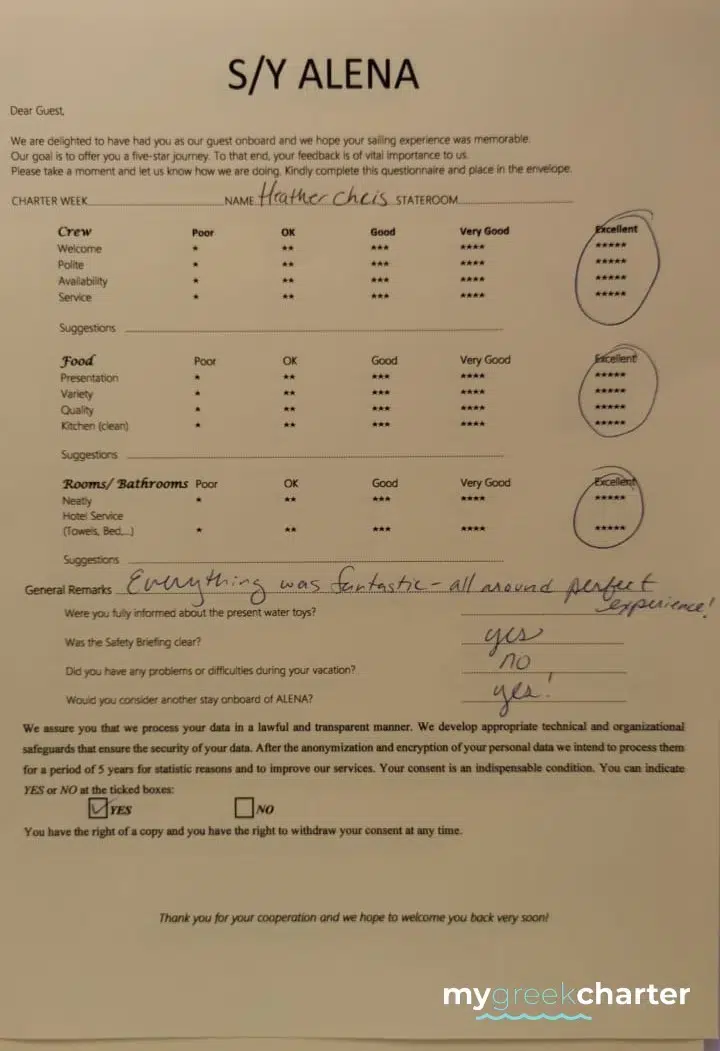 S/Y ALENA
Dear Guest,
We are delighted to have had you as our guest onboard and we hope your sailing experience was memorable.
Our goal is to offer you a five-star journey. To that end, your feedback is of vital importance to us.
Please take a moment and let us know how we are doing. Kindly complete this questionnaire and place in the envelope.
CHARTER WEEK NAME Heather Cheis STATEROOM
Crew Poor OK Good Very Good Excellent
Welcome * ** *** **** *****
Polite * ** *** **** *****
Availability * ** *** **** *****
Service * ** *** **** *****
Suggestions
Food Poor OK Good Very Good Excellent
Presentation * ** *** **** *****
Variety * ** *** **** *****
Quality * ** *** **** *****
Kitchen (clean) * ** *** **** *****
Suggestions
Rooms/ Bathrooms Poor OK Good Very Good Excellent
Neatly * ** *** **** *****
Hotel Service
(Towels, Bed,...) * ** *** **** *****
Suggestions
General Remarks Everything was fantastic - all around perfect
experience!
Were you fully informed about the present water toys?
Was the Safety Briefing clear? yes
Did you have any problems or difficulties during your vacation? no
Would you consider another stay onboard of ALENA? yes!
We assure you that we process your data in a lawful and transparent manner. We develop appropriate technical and organizational
safeguards that ensure the security of your data. After the anonymization and encryption of your personal data we intend to process them
for a period of 5 years for statistic reasons and to improve our services. Your consent is an indispensable condition. You can indicate
YES or NO at the ticked boxes:
YES NO
You have the right of a copy and you have the right to withdraw your consent at any time.
Thank you for your cooperation and we hope to welcome you back very soon!
mygreekcharter